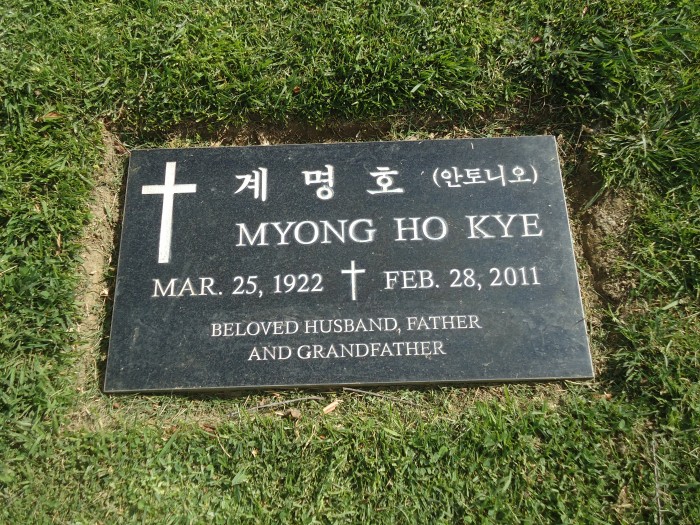 계 명 호 (안토니오)
MYONG HO KYE
MAR. 25, 1922 FEB. 28, 2011
BELOVED HUSBAND, FATHER
AND GRANDFATHER